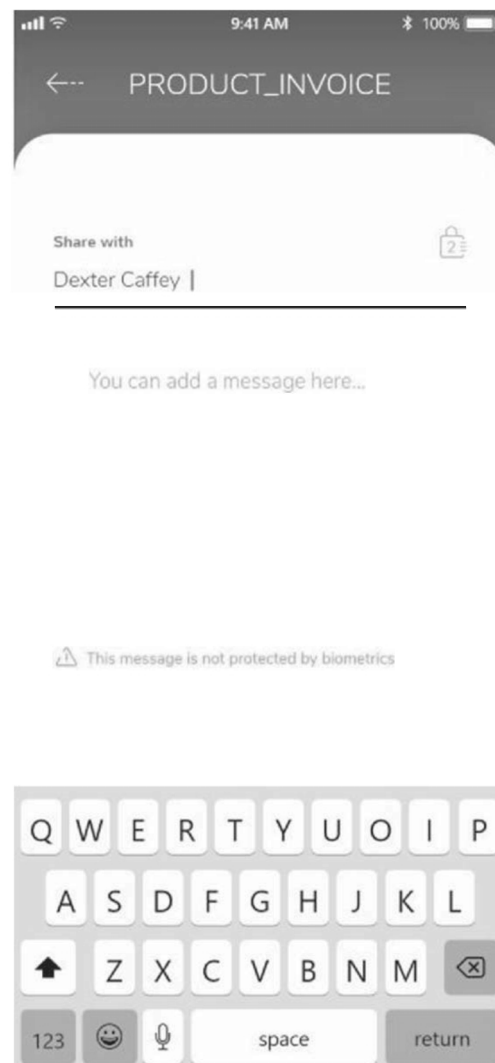 9:41 AM 100%
PRODUCT_INVOICE
Share with
2
Dexter Caffey
You can add a message here...
This message is not protected by biometrics
Q W E R T Y U O I P
A S D F G H J K L
Z X C V B N M
123 space return